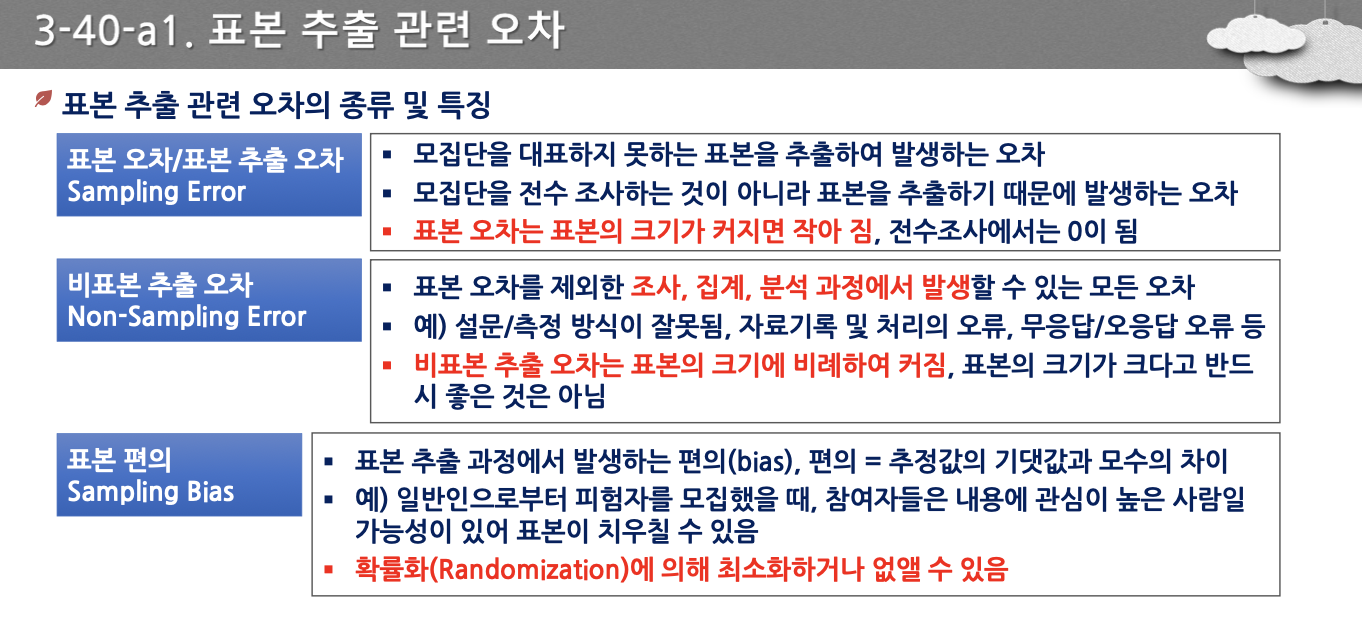 3-40-a1. 표본 추출 관련 오차
표본 추출 관련 오차의 종류 및 특징
표본 오차/표본 추출 오차
Sampling Error
▪ 모집단을 대표하지 못하는 표본을 추출하여 발생하는 오차
▪ 모집단을 전수 조사하는 것이 아니라 표본을 추출하기 때문에 발생하는 오차
▪ 표본 오차는 표본의 크기가 커지면 작아 짐, 전수조사에서는 0이 됨
비표본 추출 오차
Non-Sampling Error
▪ 표본 오차를 제외한 조사, 집계, 분석 과정에서 발생할 수 있는 모든 오차
▪ 예) 설문/측정 방식이 잘못됨, 자료기록 및 처리의 오류, 무응답/오응답 오류 등
▪ 비표본 추출 오차는 표본의 크기에 비례하여 커짐, 표본의 크기가 크다고 반드
시 좋은 것은 아님
표본 편의
Sampling Bias
▪ 표본 추출 과정에서 발생하는 편의(bias), 편의 = 추정값의 기댓값과 모수의 차이
▪ 예) 일반인으로부터 피험자를 모집했을 때, 참여자들은 내용에 관심이 높은 사람일
가능성이 있어 표본이 치우칠 수 있음
▪ 확률화(Randomization)에 의해 최소화하거나 없앨 수 있음